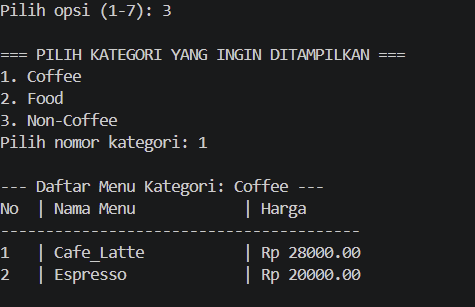 Pilih opsi (1-7): 3
=== PILIH KATEGORI YANG INGIN DITAMPILKAN ===
1. Coffee
2. Food
3. Non-Coffee
Pilih nomor kategori: 1
--- Daftar Menu Kategori: Coffee ---
No  | Nama Menu            | Harga
----------------------------------------
1   | Cafe_Latte           | Rp 28000.00
2   | Espresso             | Rp 20000.00